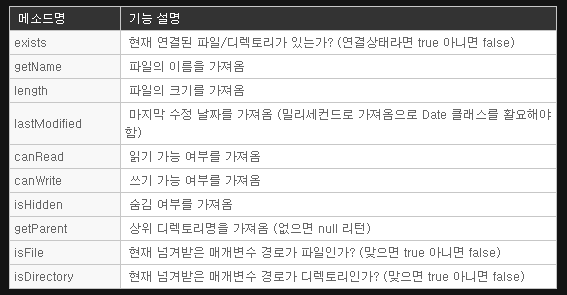 메소드명 기능 설명
exists 현재 연결된 파일/디렉토리가 있는가? (연결상태라면 true 아니면 false)
getName 파일의 이름을 가져옴
length 파일의 크기를 가져옴
lastModified 마지막 수정 날짜를 가져옴 (밀리세컨드로 가져옴으로 Date 클래스를 활요해야
함)
canRead 읽기 가능 여부를 가져옴
canWrite 쓰기 가능 여부를 가져옴
isHidden 숨김 여부를 가져옴
getParent 상위 디렉토리명을 가져옴 (없으면 null 리턴)
isFile 현재 넘겨받은 매개변수 경로가 파일인가? (맞으면 true 아니면 false)
isDirectory 현재 넘겨받은 매개변수 경로가 디렉토리인가? (맞으면 true 아니면 false)